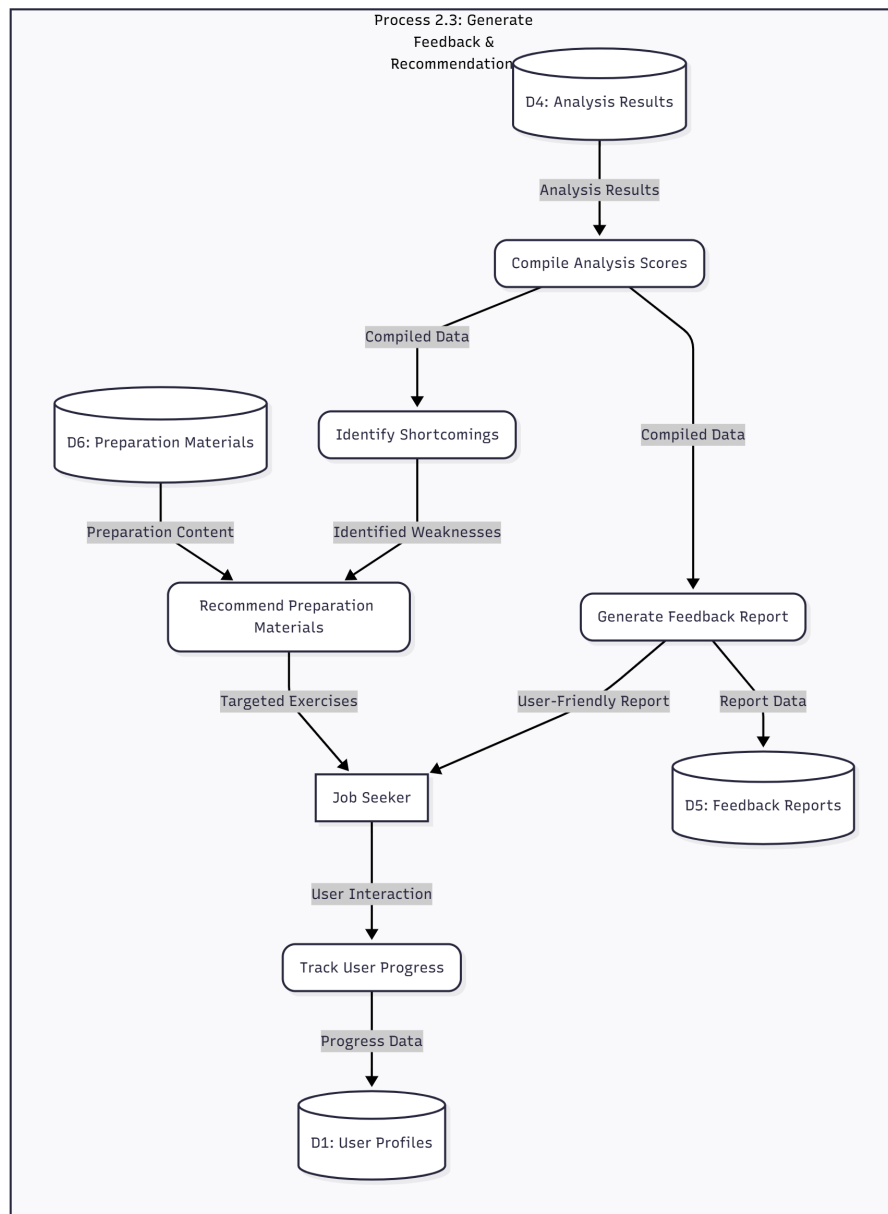 Process 2.3: Generate
Feedback &
Recommendation
D4: Analysis Results
Analysis Results
Compile Analysis Scores
Compiled Data
D6: Preparation Materials
Identify Shortcomings
Compiled Data
Preparation Content
Identified Weaknesses
Recommend Preparation
Materials
Generate Feedback Report
Targeted Exercises
User-Friendly Report
Report Data
Job Seeker
D5: Feedback Reports
User Interaction
Track User Progress
Progress Data
D1: User Profiles